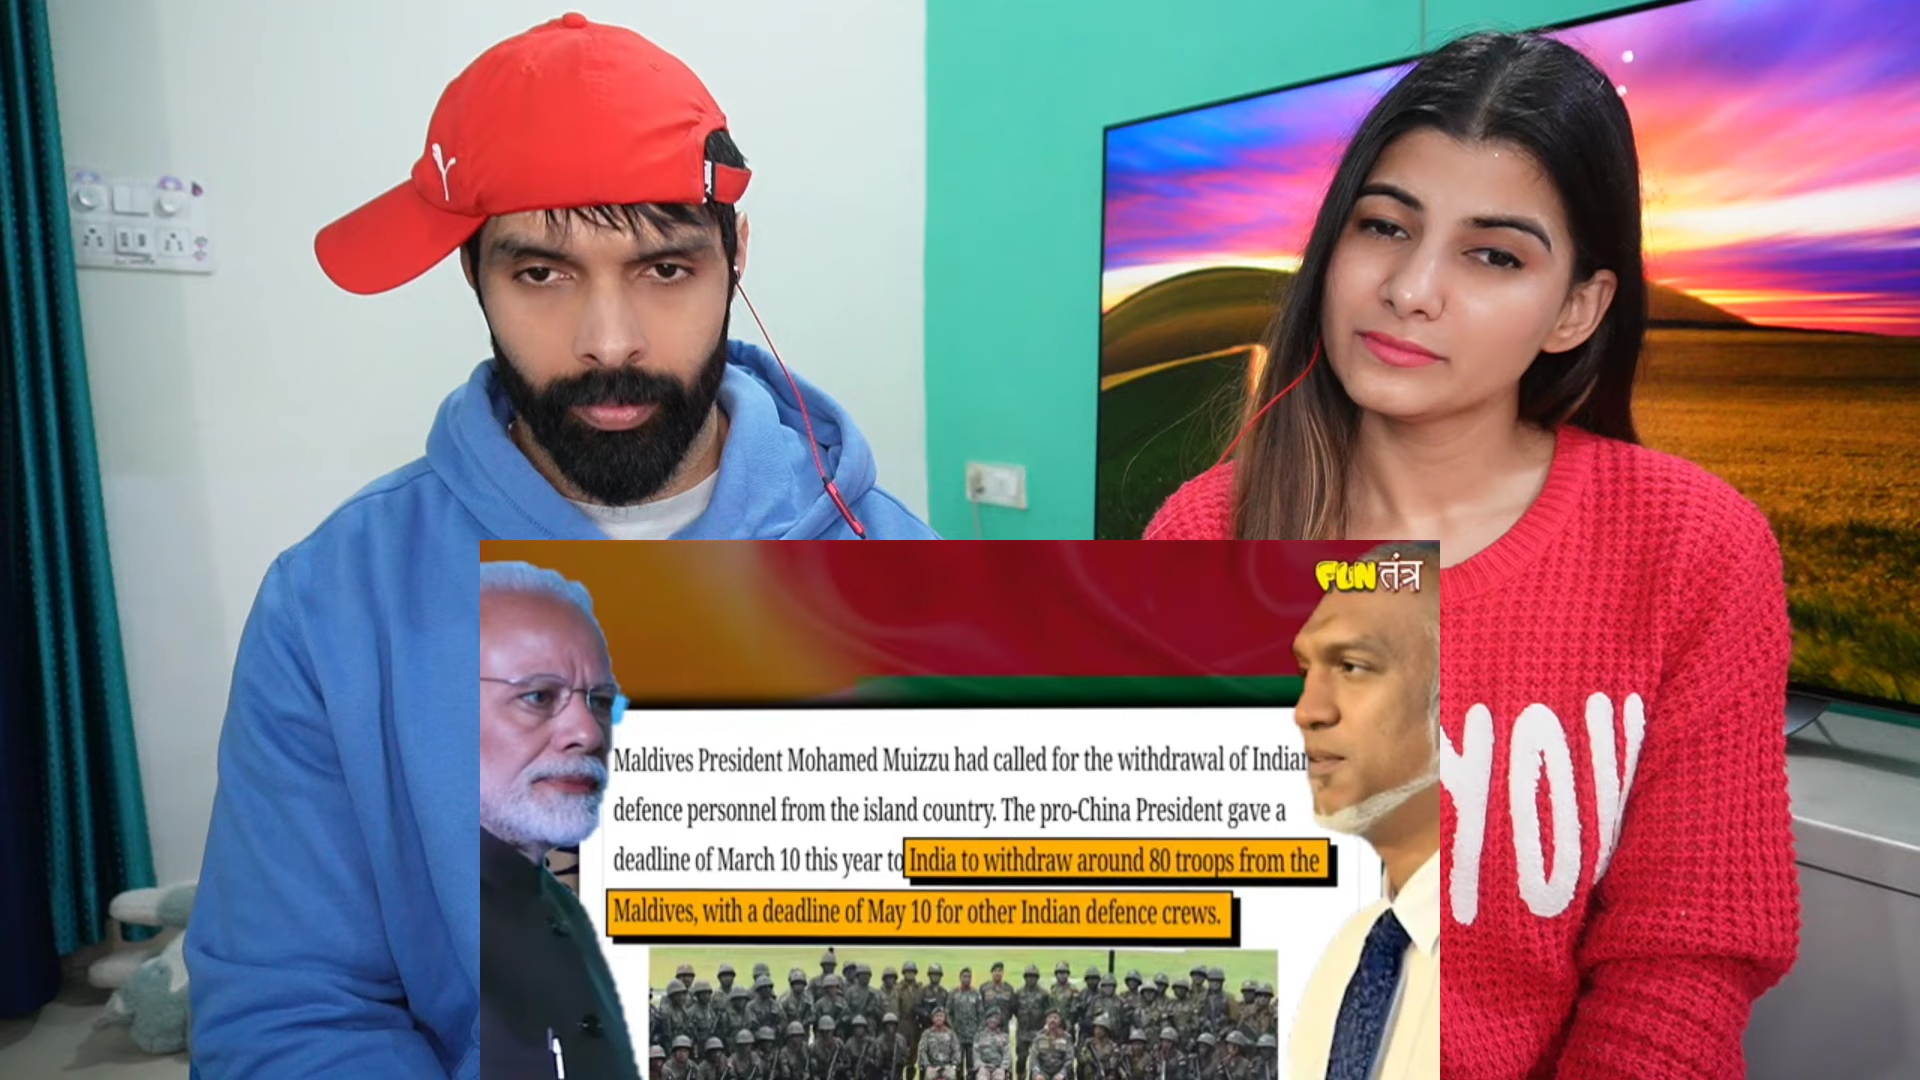 FUNतंत्र
Maldives President Mohamed Muizzu had called for the withdrawal of Indian
defence personnel from the island country. The pro-China President gave a
deadline of March 10 this year to India to withdraw around 80 troops from the
Maldives, with a deadline of May 10 for other Indian defence crews.
YOU